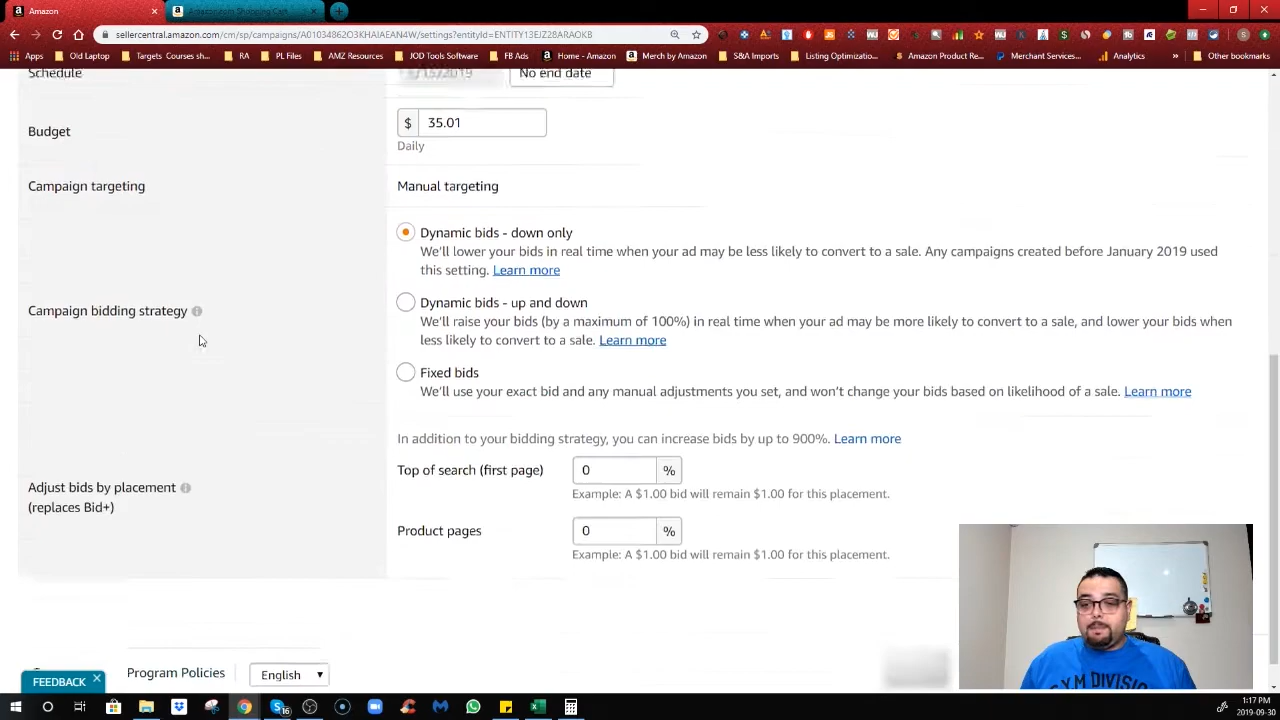 Amazon
Amazon.com Shopping Cart
sellercentral.amazon.com/cm/sp/campaigns/A01034862O3KHAIAEAN4W/settings?entityId=ENTITY13EJZ28ARAOKB
Apps
Old Laptop
Targets Courses sh...
RA
PL Files
AMZ Resources
JOD Tools Software
FB Ads
Home - Amazon
Merch by Amazon
S&A Imports
Listing Optimizatio...
Amazon Product Re...
Merchant Services...
Analytics
»
Other bookmarks
Schedule
No end date
Budget
$ 35.01
Daily
Campaign targeting
Manual targeting
Dynamic bids - down only
We'll lower your bids in real time when your ad may be less likely to convert to a sale. Any campaigns created before January 2019 used
this setting. Learn more
Campaign bidding strategy
Dynamic bids - up and down
We'll raise your bids (by a maximum of 100%) in real time when your ad may be more likely to convert to a sale, and lower your bids when
less likely to convert to a sale. Learn more
Fixed bids
We'll use your exact bid and any manual adjustments you set, and won't change your bids based on likelihood of a sale. Learn more
In addition to your bidding strategy, you can increase bids by up to 900%. Learn more
Adjust bids by placement
(replaces Bid+)
Top of search (first page)
0 %
Example: A $1.00 bid will remain $1.00 for this placement.
Product pages
0 %
Example: A $1.00 bid will remain $1.00 for this placement.
Program Policies
English
FEEDBACK
GYM DIVISION
1:17 PM
2019-09-30